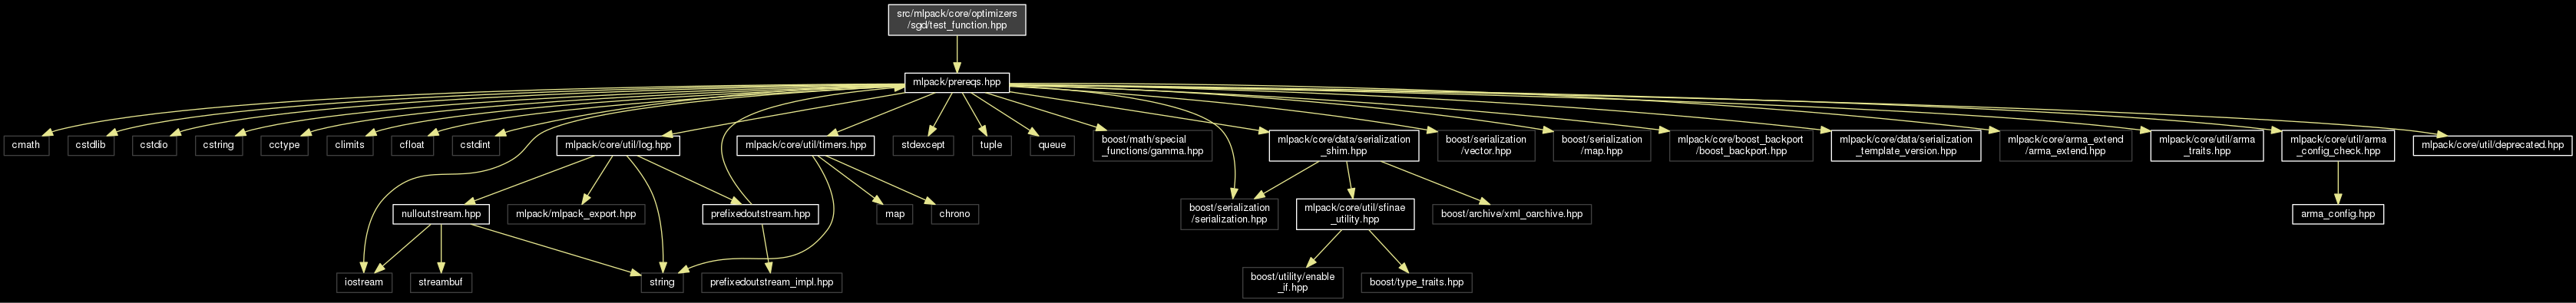 src/mlpack/core/optimizers
/sgd/test_function.hpp
mlpack/prereqs.hpp
cmath
cstdlib
cstdio
cstring
cctype
climits
cfloat
cstdint
mlpack/core/util/log.hpp
mlpack/core/util/timers.hpp
stdexcept
tuple
queue
boost/math/special
_functions/gamma.hpp
mlpack/core/data/serialization
_shim.hpp
boost/serialization
/vector.hpp
boost/serialization
/map.hpp
mlpack/core/boost_backport
/boost_backport.hpp
mlpack/core/data/serialization
_template_version.hpp
mlpack/core/arma_extend
/arma_extend.hpp
mlpack/core/util/arma
_traits.hpp
mlpack/core/util/arma
_config_check.hpp
mlpack/core/util/deprecated.hpp
nulloutstream.hpp
mlpack/mlpack_export.hpp
prefixedoutstream.hpp
map
chrono
boost/serialization
/serialization.hpp
mlpack/core/util/sfinae
_utility.hpp
boost/archive/xml_oarchive.hpp
arma_config.hpp
iostream
streambuf
string
prefixedoutstream_impl.hpp
boost/utility/enable
_if.hpp
boost/type_traits.hpp